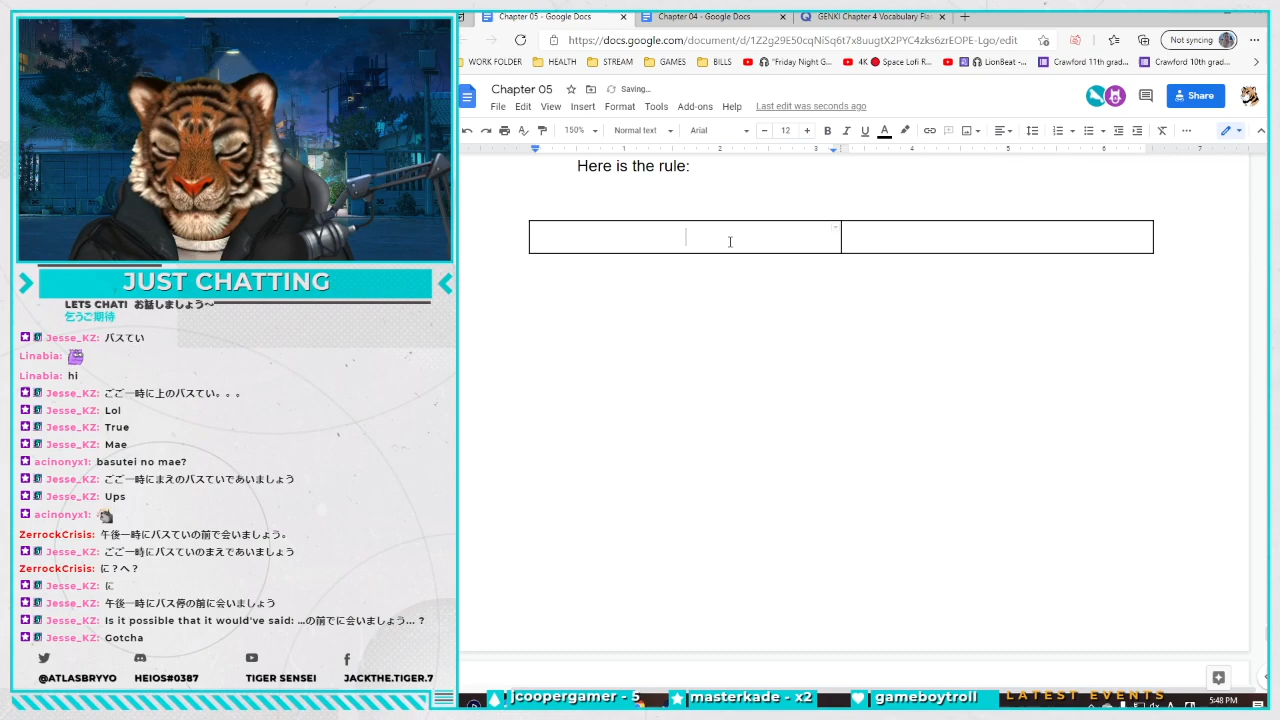 JUST CHATTING
LETS CHAT! お話しましょう〜
乞うご期待
Jesse_KZ: バスてい
Linabia:
Linabia: hi
Jesse_KZ: ごご一時に上のバスてい。。。
Jesse_KZ: Lol
Jesse_KZ: True
Jesse_KZ: Mae
acinonyx1: basutei no mae?
Jesse_KZ: ごご一時にまえのバスていであいましょう
Jesse_KZ: Ups
acinonyx1:
ZerrockCrisis: 午後一時にバスていの前で会いましょう。
Jesse_KZ: ごご一時にバスていのまえであいましょう
ZerrockCrisis: に？へ？
Jesse_KZ: に
Jesse_KZ: 午後一時にバス停の前に会いましょう
Jesse_KZ: Is it possible that it would've said: ...の前でに会いましょう... ?
Jesse_KZ: Gotcha
@ATLASBRYYO HEIOS#0387 TIGER SENSEI JACKTHE.TIGER.7
Chapter 05 - Google Docs Chapter 04 - Google Docs GENKI Chapter 4 Vocabulary Fla
https://docs.google.com/document/d/1Z2g29E50cqNiSq6t7x8uugtX2PYC4zks6zrEOPE-Lgo/edit Not syncing
WORK FOLDER HEALTH STREAM GAMES BILLS "Friday Night G... 4K Space Lofi R... LionBeat -... Crawford 11th grad... Crawford 10th grad...
Chapter 05 Saving... Share
File Edit View Insert Format Tools Add-ons Help Last edit was seconds ago
150% Normal text Arial 12 B I U A
1 2 3 4 5 6 7
Here is the rule:
jcoopergamer - 5 masterkade - x2 gameboytroll LATEST EVEN
5:48 PM